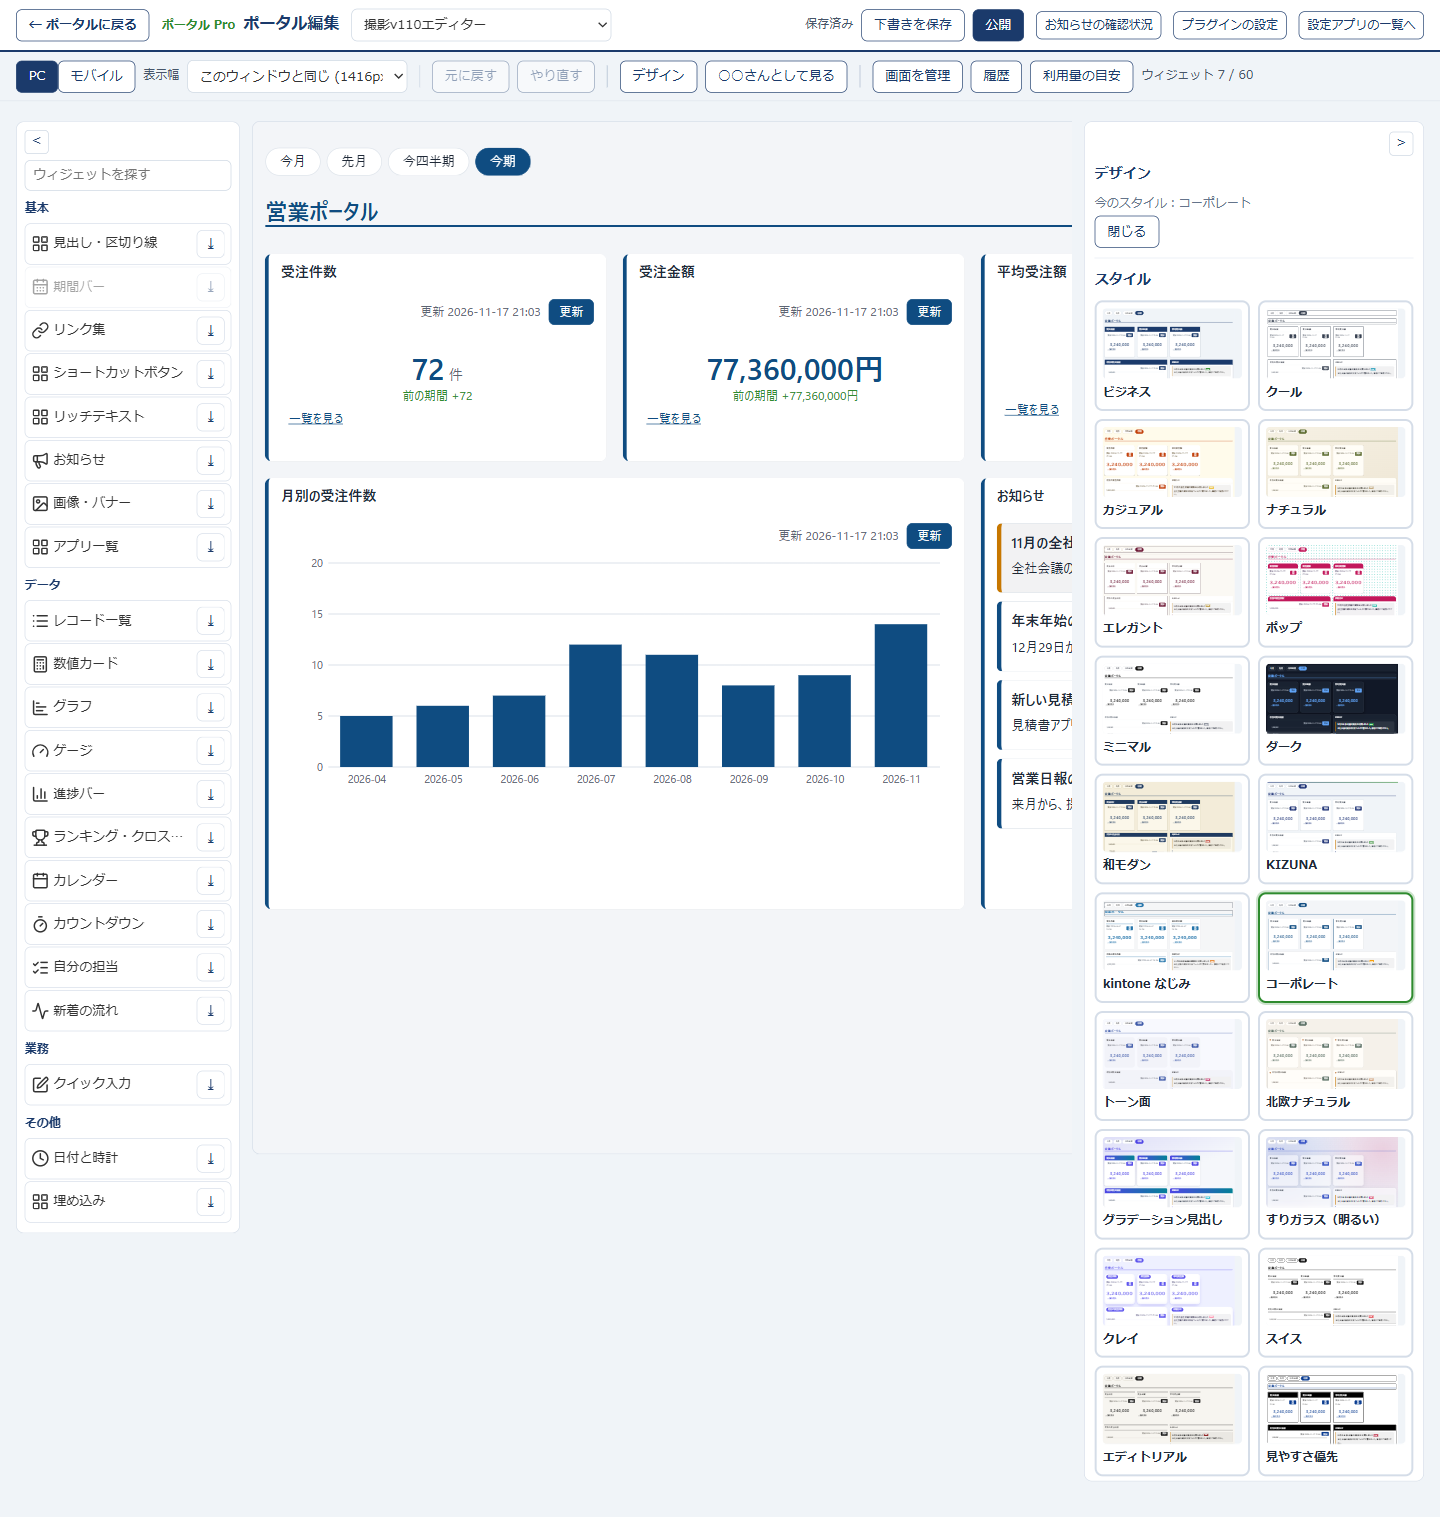 ← ポータルに戻る
ポータル Pro ポータル編集
撮影v110エディター
保存済み
下書きを保存
公開
お知らせの確認状況
プラグインの設定
設定アプリの一覧へ
PC
モバイル
表示幅
このウィンドウと同じ (1416p
元に戻す
やり直す
デザイン
○○さんとして見る
画面を管理
履歴
利用量の目安
ウィジェット 7 / 60
<
ウィジェットを探す
基本
見出し・区切り線
期間バー
リンク集
ショートカットボタン
リッチテキスト
お知らせ
画像・バナー
アプリ一覧
データ
レコード一覧
数値カード
グラフ
ゲージ
進捗バー
ランキング・クロス…
カレンダー
カウントダウン
自分の担当
新着の流れ
業務
クイック入力
その他
日付と時計
埋め込み
今月
先月
今四半期
今期
営業ポータル
受注件数
更新 2026-11-17 21:03
更新
72 件
前の期間 +72
一覧を見る
受注金額
更新 2026-11-17 21:03
更新
77,360,000円
前の期間 +77,360,000円
一覧を見る
平均受注額
一覧を見る
月別の受注件数
更新 2026-11-17 21:03
更新
20
15
10
5
0
2026-04
2026-05
2026-06
2026-07
2026-08
2026-09
2026-10
2026-11
お知らせ
11月の全社
全社会議の
年末年始の
12月29日か
新しい見積
見積書アプ
営業日報の
来月から、提
>
デザイン
今のスタイル：コーポレート
閉じる
スタイル
ビジネス
クール
カジュアル
ナチュラル
エレガント
ポップ
ミニマル
ダーク
和モダン
KIZUNA
kintone なじみ
コーポレート
トーン面
北欧ナチュラル
グラデーション見出し
すりガラス（明るい）
クレイ
スイス
エディトリアル
見やすさ優先